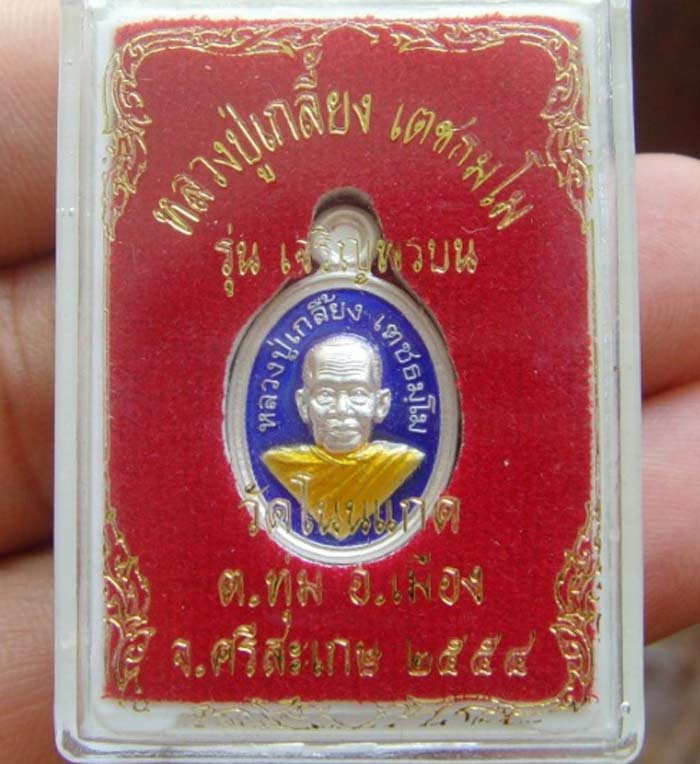 หลวงปู่เกลี้ยง เตชธมฺโม
รุ่น เจริญพรบน
หลวงปู่เกลี้ยง เตชธมฺโม
วัดโนนแกด
ต.ทุ่ม อ.เมือง
จ.ศรีสะเกษ ๒๕๕๔